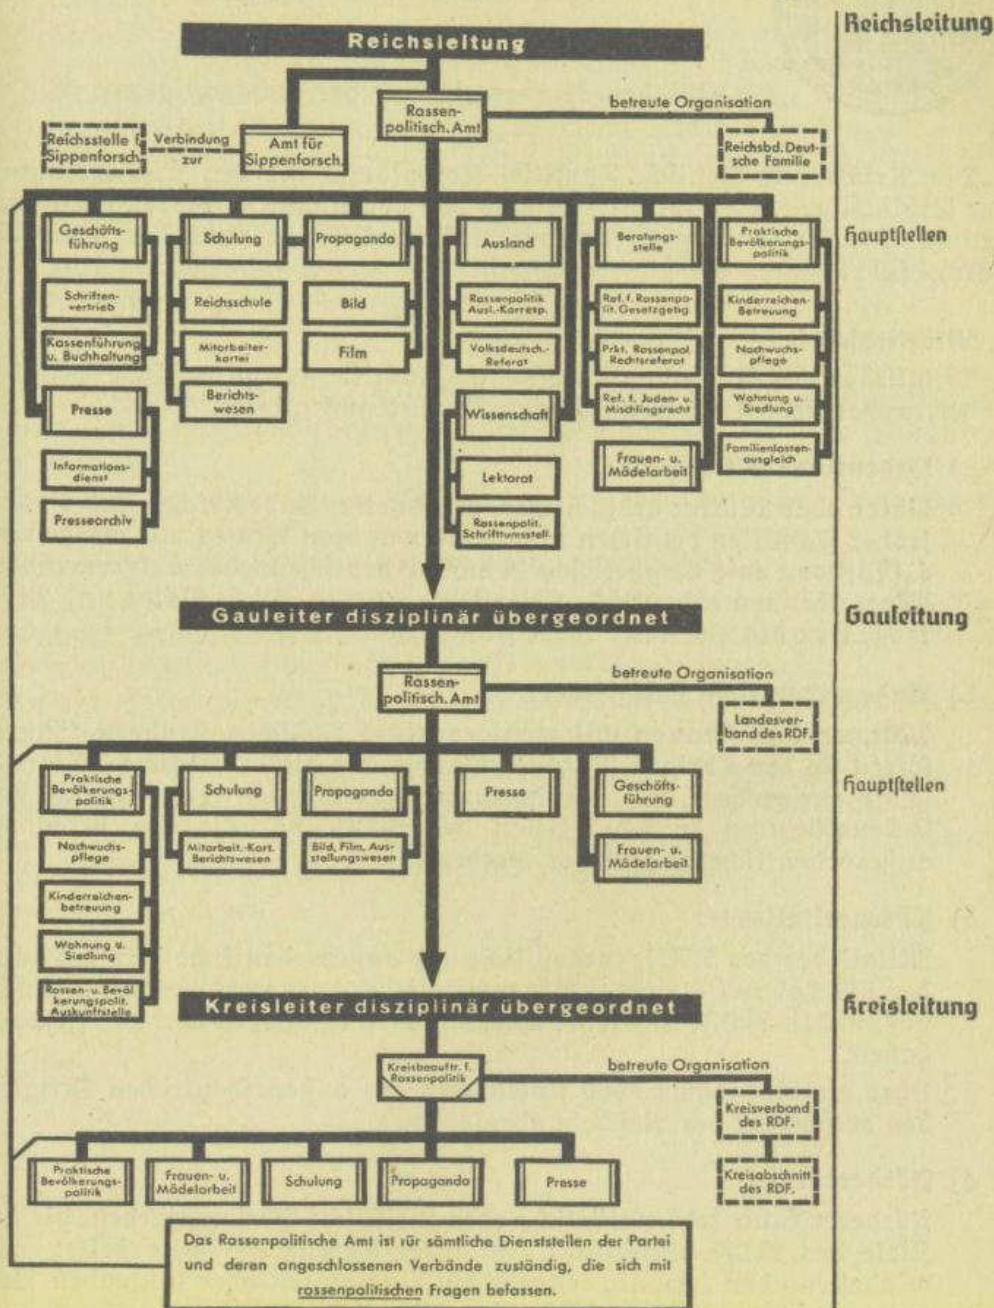 Reichsleitung
Reichsleitung
Rassen-
politisch. Amt
betreute Organisation
Reichsstelle f.
Sippenforsch.
Verbindung
zur
Amt für
Sippenforsch.
Reichsbd. Deut-
sche Familie
Hauptstellen
Geschäfts-
führung
Schulung
Propaganda
Ausland
Beratungs-
stelle
Praktische
Bevölkerungs-
politik
Schriften-
vertrieb
Reichsschule
Bild
Rassenpolitik
Ausl.-Korresp.
Ref. f. Rassenpo-
lit. Gesetzgebg
Kinderreichen-
Betreuung
Kassenführung
u. Buchhaltung
Mitarbeiter-
kartei
Film
Volksdeutsch.-
Referat
Prkt. Rassenpol.
Rechtsreferat
Nachwuchs-
pflege
Presse
Berichts-
wesen
Wissenschaft
Ref. f. Juden- u.
Mischlingsrecht
Wohnung u.
Siedlung
Informations-
dienst
Lektorat
Frauen- u.
Mädelarbeit
Familienlasten-
ausgleich
Pressearchiv
Rassenpolit.
Schrifttumsstell.
Gauleiter disziplinär übergeordnet
Gauleitung
Rassen-
politisch. Amt
betreute Organisation
Landesver-
band des RDF.
Hauptstellen
Praktische
Bevölkerungs-
politik
Schulung
Propaganda
Presse
Geschäfts-
führung
Nachwuchs-
pflege
Mitarbeit.-Kart.
Berichtswesen
Bild, Film, Aus-
stellungswesen
Frauen- u.
Mädelarbeit
Kinderreichen-
betreuung
Wohnung u.
Siedlung
Rassen- u. Bevöl
kerungspolit.
Auskunftstelle
Kreisleiter disziplinär übergeordnet
Kreisleitung
Kreisbeauftr. f.
Rassenpolitik
betreute Organisation
Kreisverband
des RDF.
Kreisabschnitt
des RDF.
Praktische
Bevölkerungs-
politik
Frauen- u.
Mädelarbeit
Schulung
Propaganda
Presse
Das Rassenpolitische Amt ist für sämtliche Dienststellen der Partei
und deren angeschlossenen Verbände zuständig, die sich mit
rassenpolitischen Fragen befassen.